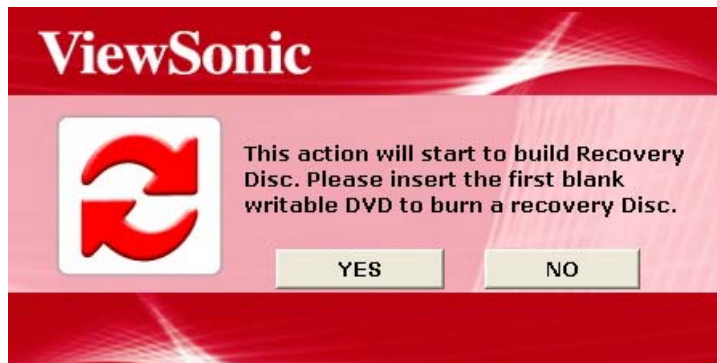 ViewSonic
This action will start to build Recovery
Disc. Please insert the first blank
writable DVD to burn a recovery Disc.
YES
NO